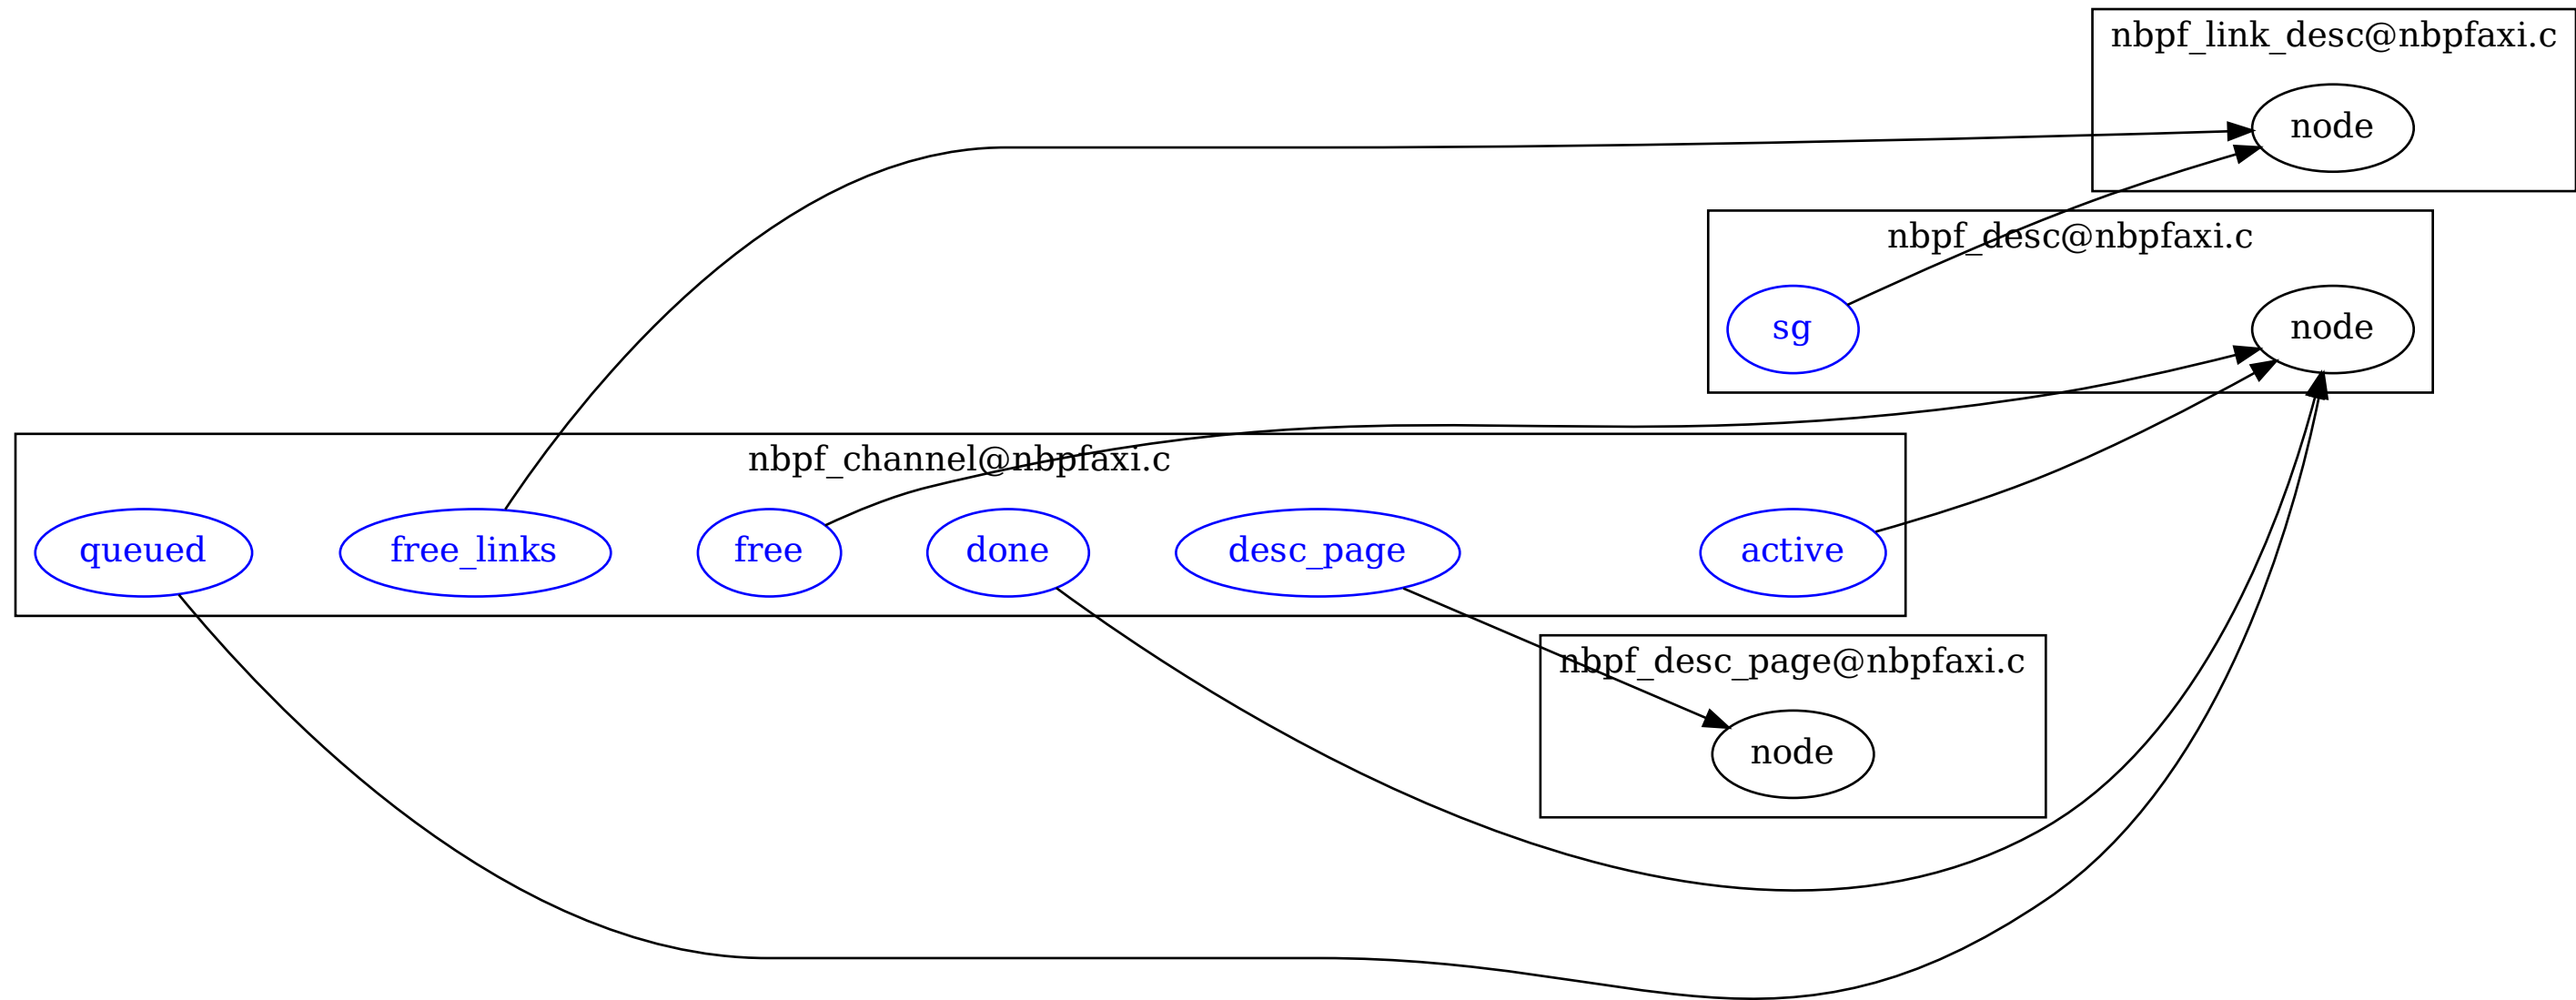 nbpf_link_desc@nbpfaxi.c
node
nbpf_desc@nbpfaxi.c
sg
node
nbpf_channel@nbpfaxi.c
queued
free_links
free
done
desc_page
active
nbpf_desc_page@nbpfaxi.c
node